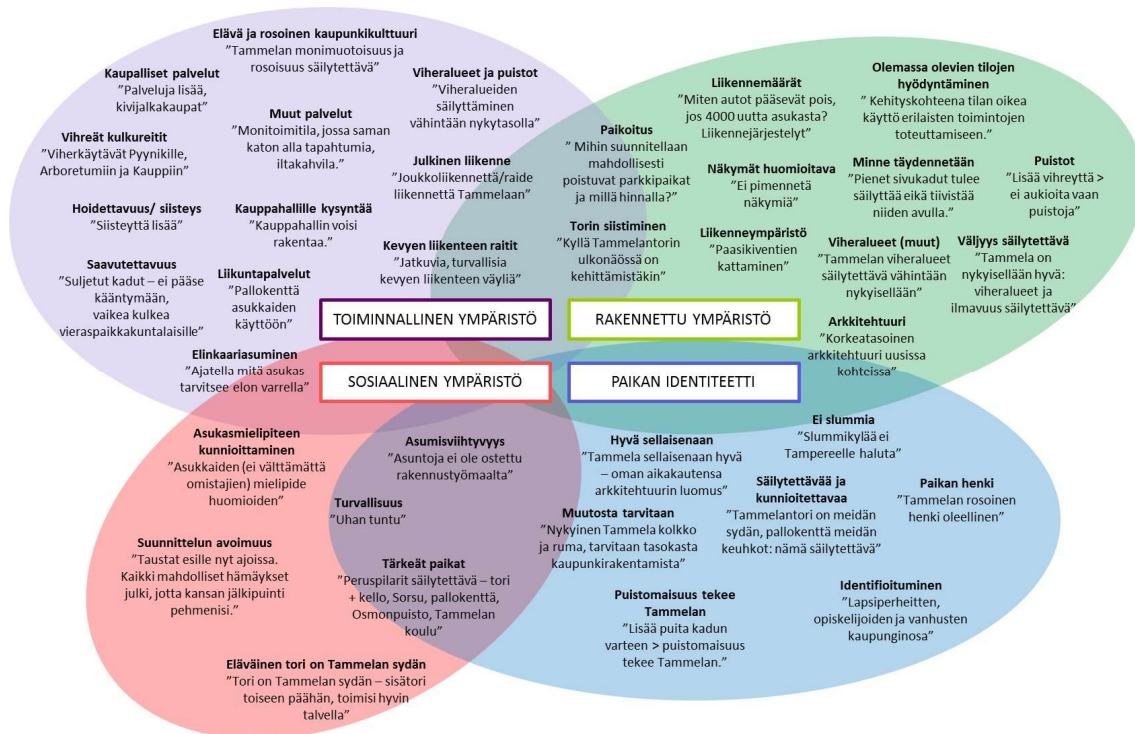 Elävä ja rosoinen kaupunkikulttuuri
”Tammelan monimuotoisuus ja
rosoisuus säilytettävä”
Kaupalliset palvelut
”Palveluja lisää,
kivijalkakaupat”
Viheralueet ja puistot
”Viheralueiden
säilyttäminen
vähintään nykytasolla”
Muut palvelut
”Monitoimitila, jossa saman
katon alla tapahtumia,
iltakahvila.”
Vihreät kulkureitit
”Viherkäytävät Pyynikille,
Arboretumiin ja Kauppiin”
Julkinen liikenne
”Joukkoliikennettä/raide
liikennettä Tammelaan”
Hoidettavuus/ siisteys
”Siisteyttä lisää”
Kauppahallille kysyntää
”Kauppahallin voisi
rakentaa.”
Kevyen liikenteen raitit
”Jatkuvia, turvallisia
kevyen liikenteen väyliä”
Saavutettavuus
”Suljetut kadut – ei pääse
kääntymään,
vaikea kulkea
vieraspaikkakuntalaisille”
Liikuntapalvelut
”Pallokenttä
asukkaiden
käyttöön”
TOIMINNALLINEN YMPÄRISTÖ
Elinkaariasuminen
”Ajatella mitä asukas
tarvitsee elon varrella”
Liikennemäärät
”Miten autot pääsevät pois,
jos 4000 uutta asukasta?
Liikennejärjestelyt”
Olemassa olevien tilojen
hyödyntäminen
” Kehityskohteena tilan oikea
käyttö erilaisten toimintojen
toteuttamiseen.”
Paikoitus
” Mihin suunnitellaan
mahdollisesti
poistuvat parkkipaikat
ja millä hinnalla?”
Näkymät huomioitava
”Ei pimennetä
näkymiä”
Minne täydennetään
”Pienet sivukadut tulee
säilyttää eikä tiivistää
niiden avulla.”
Puistot
”Lisää vihreyttä >
ei aukioita vaan
puistoja”
Torin siistiminen
”Kyllä Tammelantorin
ulkonäössä on
kehittämistäkin”
Liikenneympäristö
”Paasikiventien
kattaminen”
Viheralueet (muut)
”Tammelan viheralueet
säilytettävä vähintään
nykyisellään”
Väljyys säilytettävä
”Tammela on
nykyisellään hyvä:
viheralueet ja
ilmavuus säilytettävä”
RAKENNETTU YMPÄRISTÖ
Arkkitehtuuri
”Korkeatasoinen
arkkitehtuuri uusissa
kohteissa”
SOSIAALINEN YMPÄRISTÖ
Asukasmielipiteen
kunnioittaminen
”Asukkaiden (ei välttämättä
omistajien) mielipide
huomioiden”
Asumisviihtyvyys
”Asuntoja ei ole ostettu
rakennustyömaalta”
Turvallisuus
”Uhan tuntu”
Suunnittelun avoimuus
”Taustat esille nyt ajoissa.
Kaikki mahdolliset hämäykset
julki, jotta kansan jälkipuinti
pehmenisi.”
Tärkeät paikat
”Peruspilarit säilytettävä – tori
+ kello, Sorsu, pallokenttä,
Osmonpuisto, Tammelan
koulu”
Eläväinen tori on Tammelan sydän
”Tori on Tammelan sydän – sisätori
toiseen päähän, toimisi hyvin
talvella”
PAIKAN IDENTITEETTI
Ei slummia
”Slummikylää ei
Tampereelle haluta”
Hyvä sellaisenaan
”Tammela sellaisenaan hyvä
– oman aikakautensa
arkkitehtuurin luomus”
Säilytettävää ja
kunnioitettavaa
”Tammelantori on meidän
sydän, pallokenttä meidän
keuhkot: nämä säilytettävä”
Paikan henki
”Tammelan rosoinen
henki oleellinen”
Muutosta tarvitaan
”Nykyinen Tammela kolkko
ja ruma, tarvitaan tasokasta
kaupunkirakentamista”
Puistomaisuus tekee
Tammelan
”Lisää puita kadun
varteen > puistomaisuus
tekee Tammelan.”
Identifioituminen
”Lapsiperheitten,
opiskelijoiden ja vanhusten
kaupunginosa”